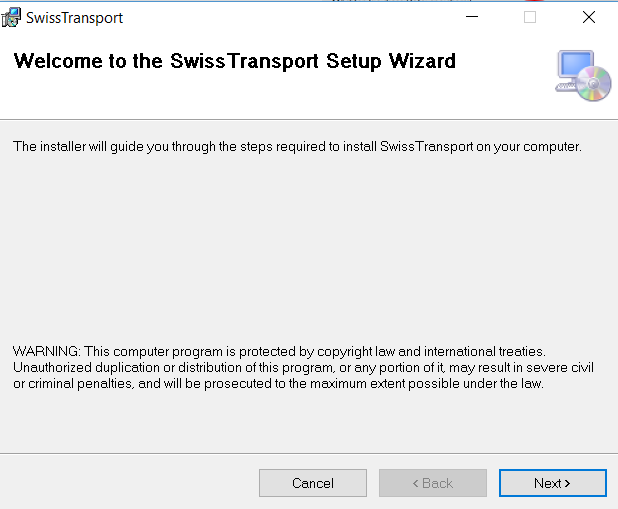 SwissTransport
Welcome to the SwissTransport Setup Wizard
The installer will guide you through the steps required to install SwissTransport on your computer.
WARNING: This computer program is protected by copyright law and international treaties.
Unauthorized duplication or distribution of this program, or any portion of it, may result in severe civil
or criminal penalties, and will be prosecuted to the maximum extent possible under the law.
Cancel
< Back
Next >